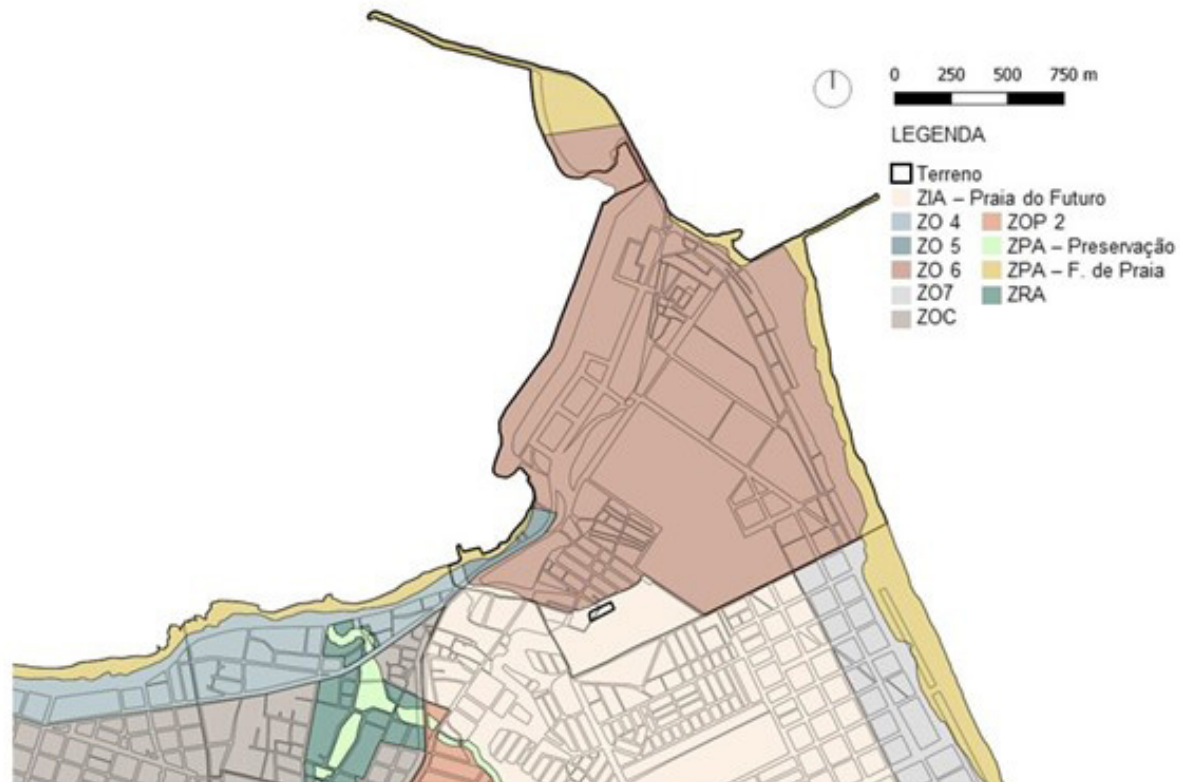 0 250 500 750 m
LEGENDA
Terreno
ZIA – Praia do Futuro
ZO 4 ZOP 2
ZO 5 ZPA – Preservação
ZO 6 ZPA – F. de Praia
ZO7 ZRA
ZOC